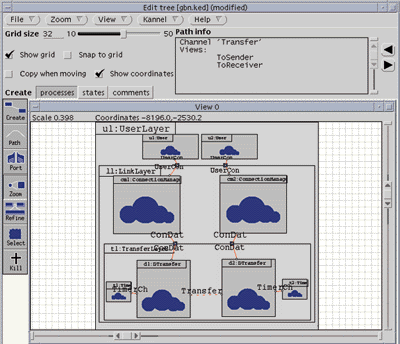 Edit tree [gbn.ked] (modified)
File Zoom View Kannel Help
Grid size 32 10 50 Path info
Channel 'Transfer'
Views:
ToSender
ToReceiver
Show grid Snap to grid
Copy when moving Show coordinates
Create processes states comments
View 0
Scale 0.398 Coordinates -8196.0,-2530.2
Create
Path
Port
Zoom
Refine
Select
Kill
ul:UserLayer
u1:User u2:User
UserCon UserCon
ll:LinkLayer
cm1:ConnectionManage cm2:ConnectionManage
ConDat ConDat
tl:TransferLayer
ConDat ConDat
d1:DTransfer d2:DTransfer
TimerCh Transfer TimerCh